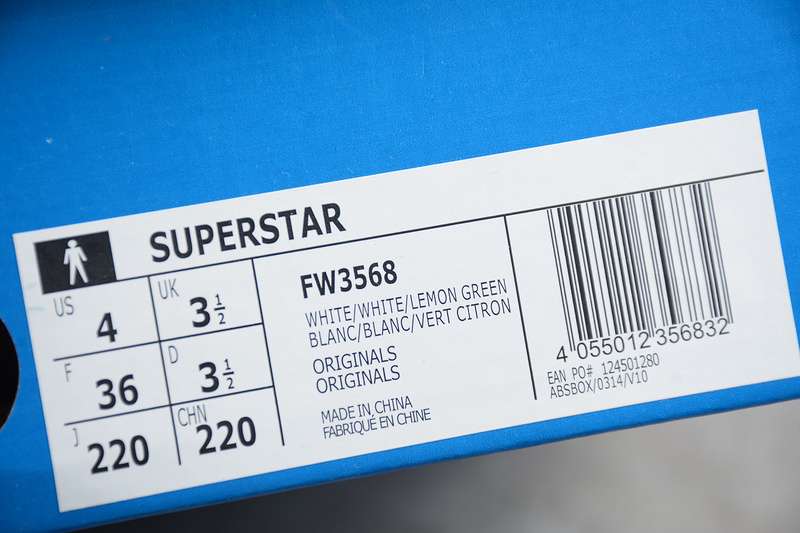 SUPERSTAR
US 4 UK 3 1/2
F 36 D 3 1/2
J 220 CHN 220
FW3568
WHITE/WHITE/LEMON GREEN
BLANC/BLANC/VERT CITRON
ORIGINALS
ORIGINALS
MADE IN CHINA
FABRIQUÉ EN CHINE
4 055012 356832
EAN PO# 124501280
ABSBOX/0314/V10